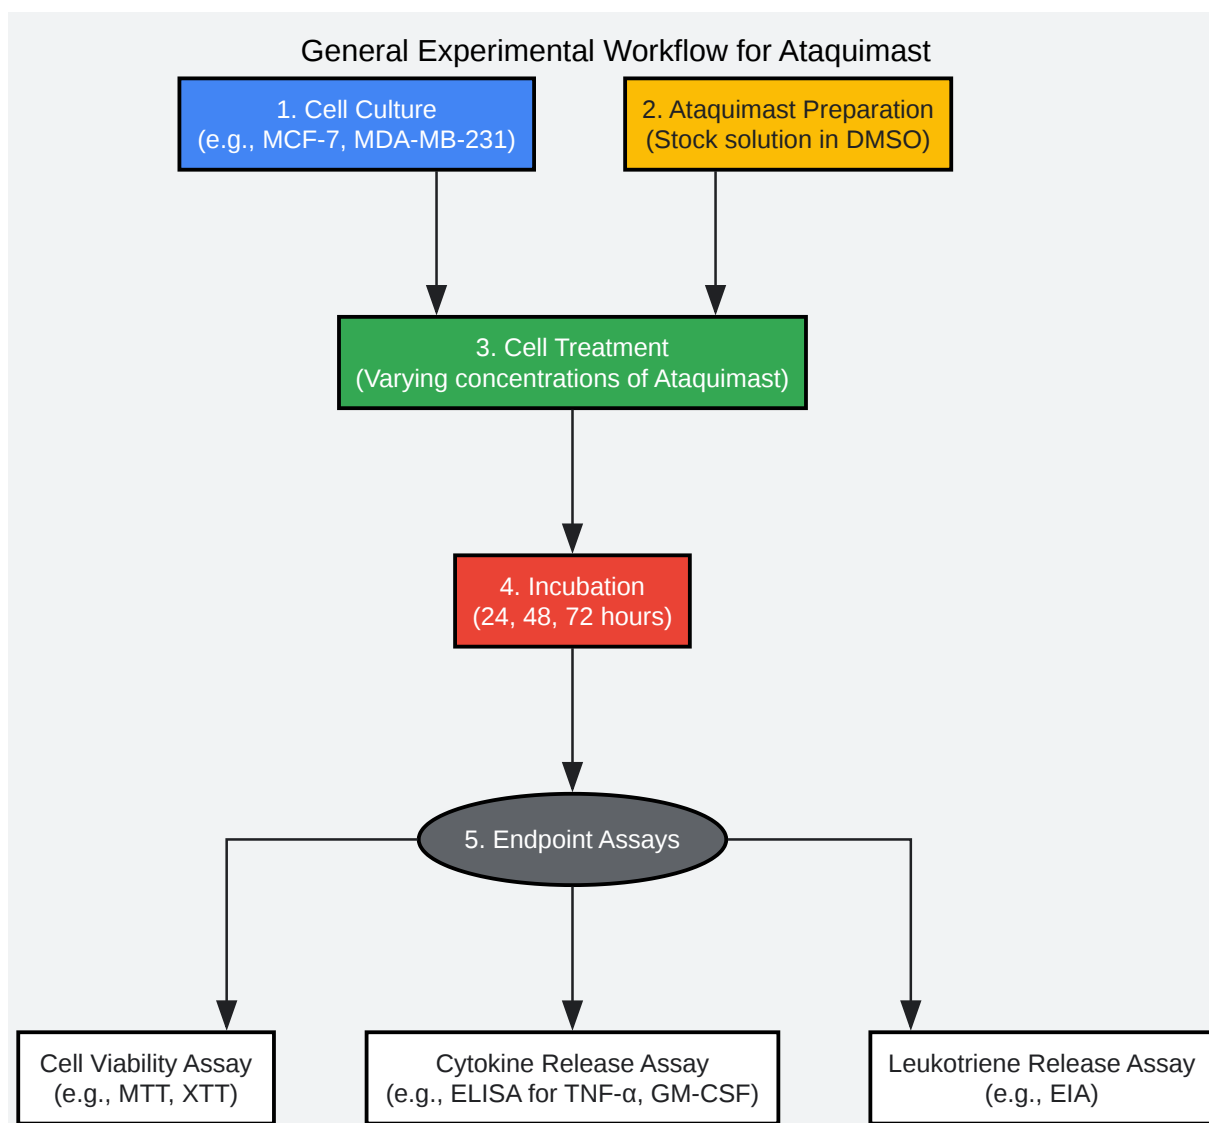 General Experimental Workflow for Ataquimast
1. Cell Culture
(e.g., MCF-7, MDA-MB-231)
2. Ataquimast Preparation
(Stock solution in DMSO)
3. Cell Treatment
(Varying concentrations of Ataquimast)
4. Incubation
(24, 48, 72 hours)
5. Endpoint Assays
Cell Viability Assay
(e.g., MTT, XTT)
Cytokine Release Assay
(e.g., ELISA for TNF-α, GM-CSF)
Leukotriene Release Assay
(e.g., EIA)